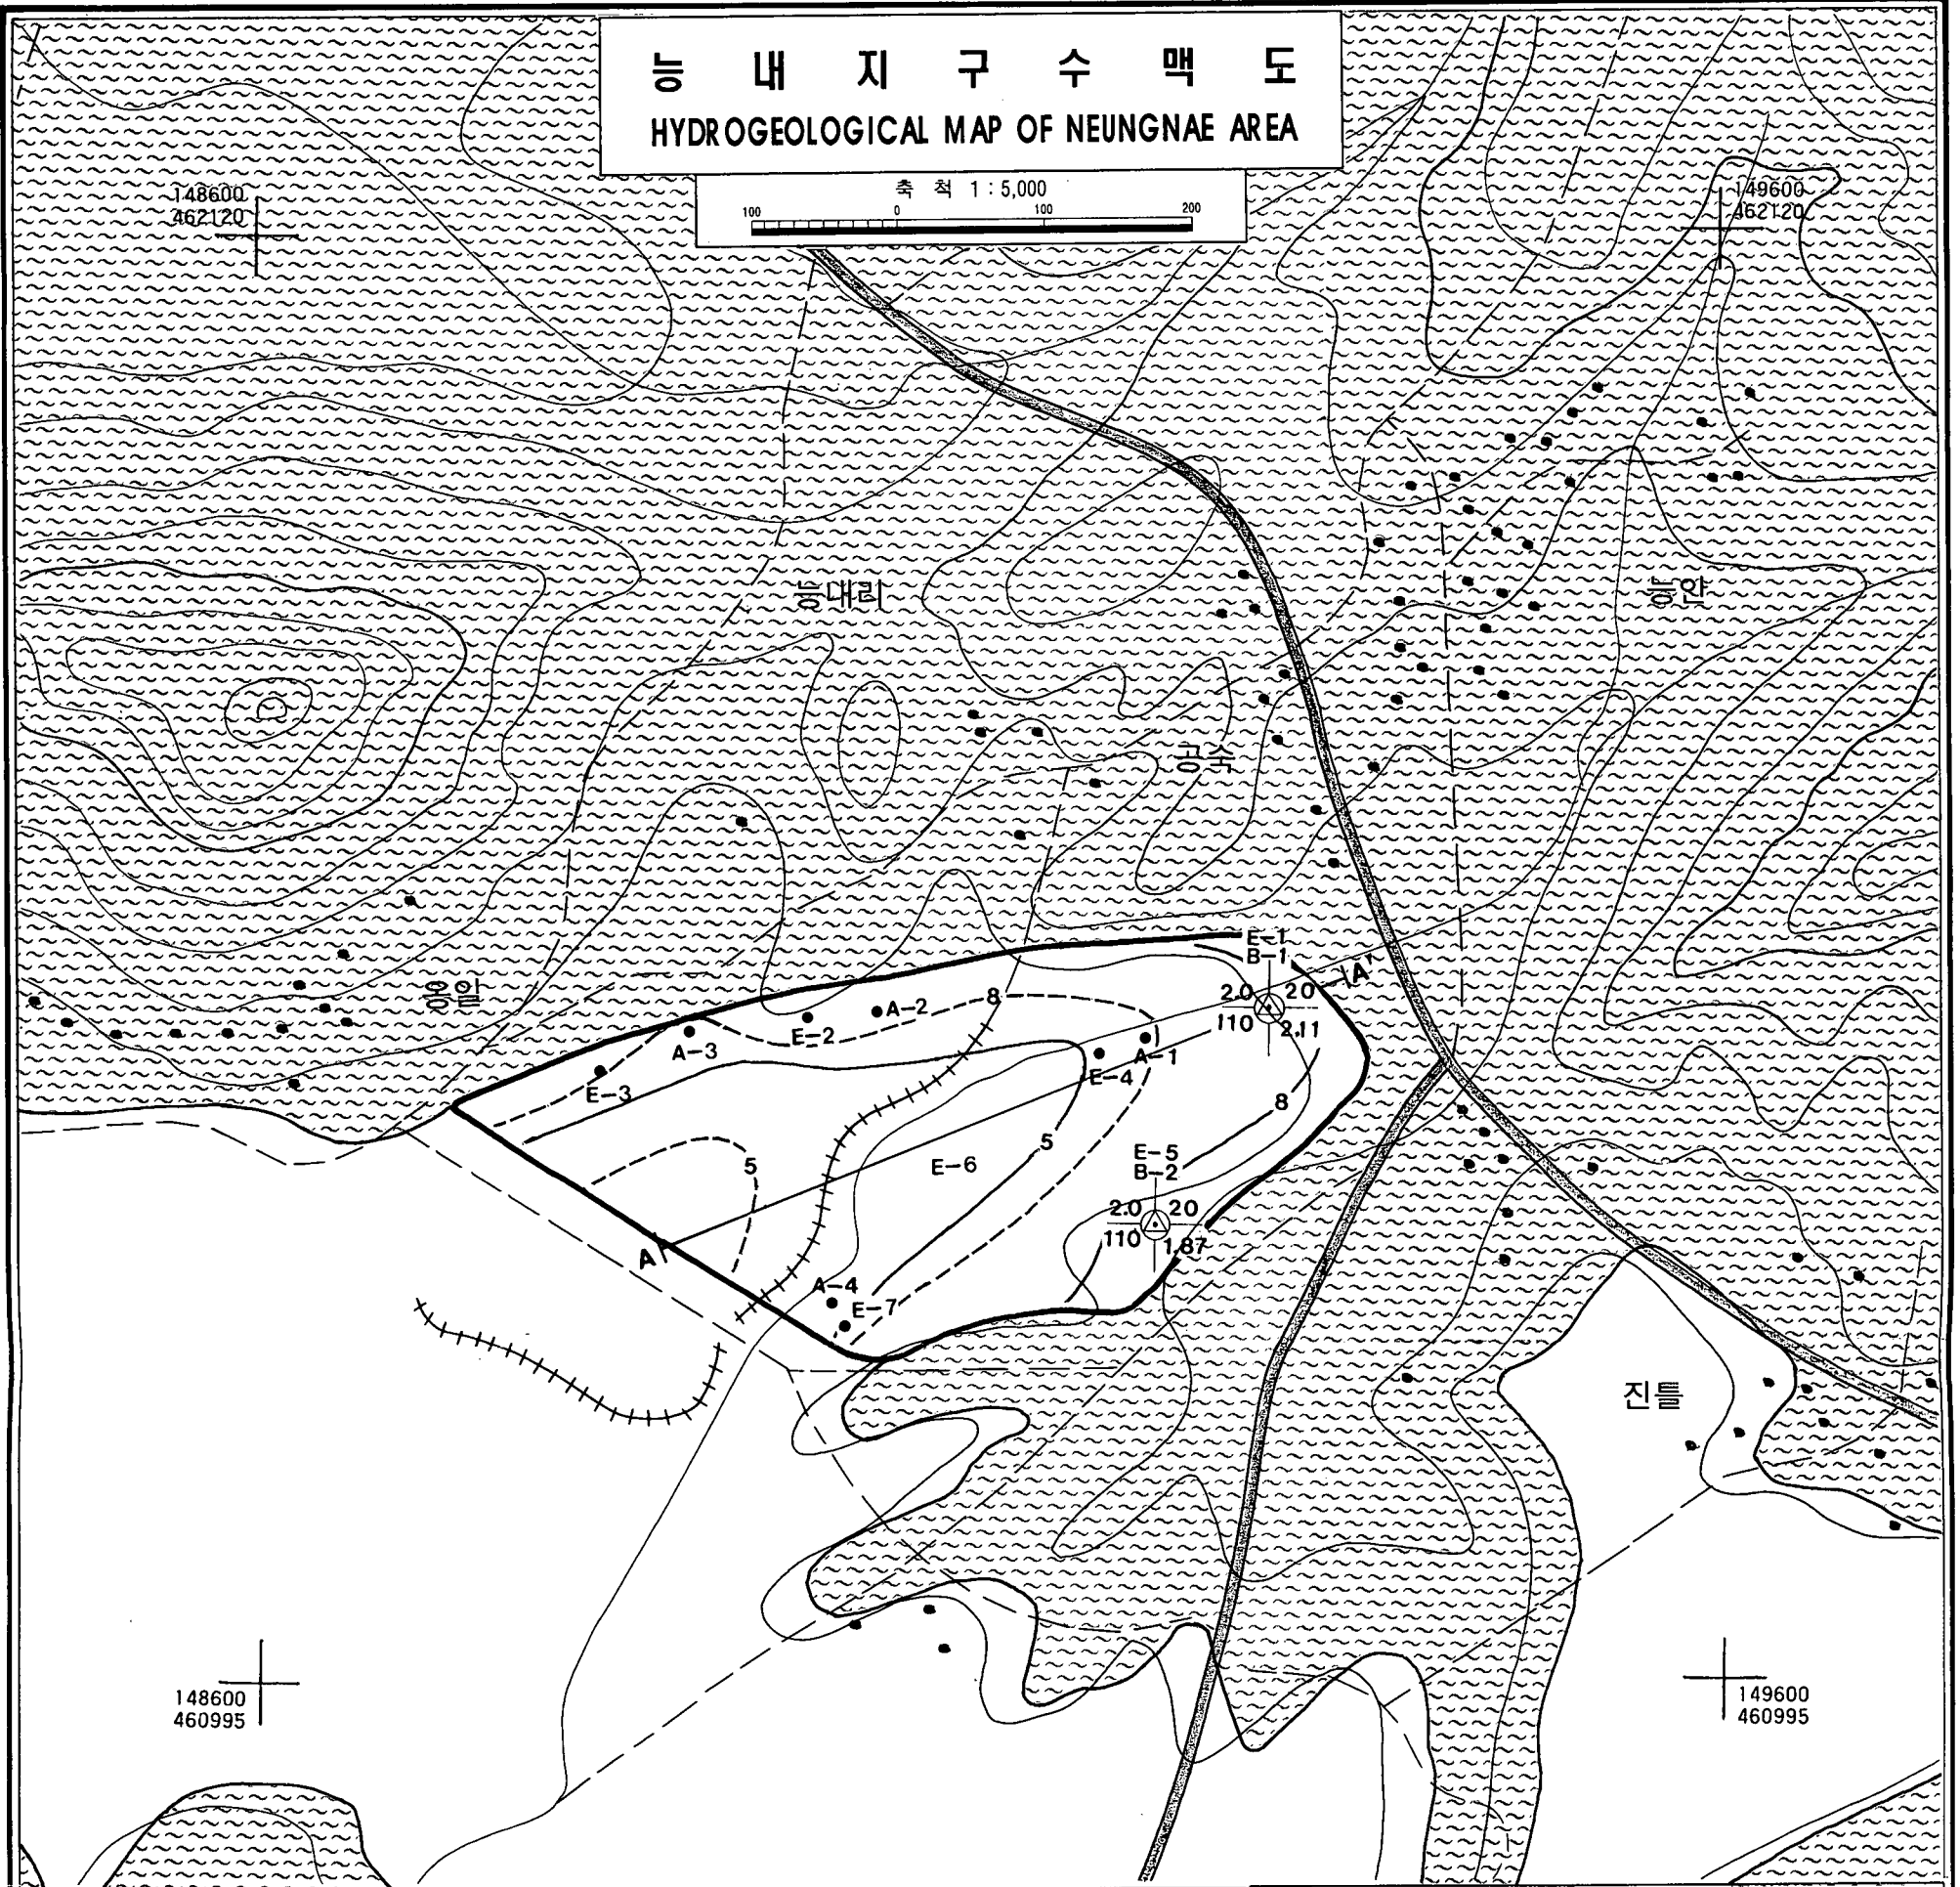 능 내 지 구 수 맥 도
HYDROGEOLOGICAL MAP OF NEUNGNAE AREA
축 척 1 : 5,000
100 0 100 200
148600
462120
149600
462120
능내리
능안
공숙
옹일
E-1
B-1
A'
2.0 20
110 2.11
8
A-2
E-2
A-3
A-1
E-4
E-3
8
5
E-5
B-2
E-6
5
2.0 20
110 1.87
A
A-4
E-7
진틀
148600
460995
149600
460995